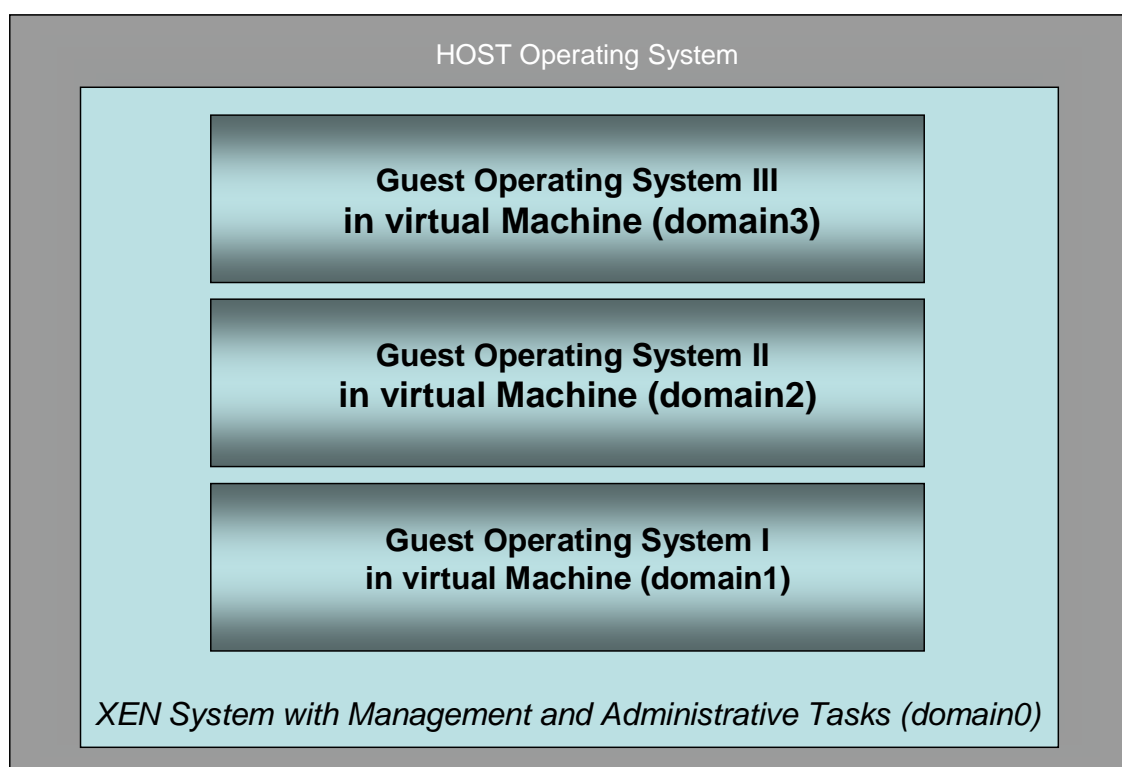 HOST Operating System
Guest Operating System III
in virtual Machine (domain3)
Guest Operating System II
in virtual Machine (domain2)
Guest Operating System I
in virtual Machine (domain1)
XEN System with Management and Administrative Tasks (domain0)